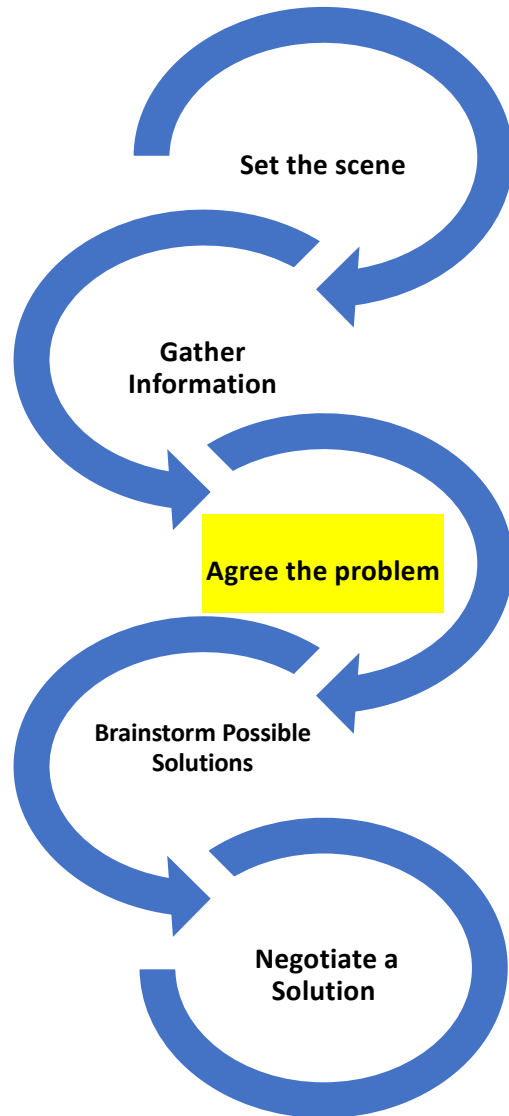 Set the scene
Gather
Information
Agree the problem
Brainstorm Possible
Solutions
Negotiate a
Solution